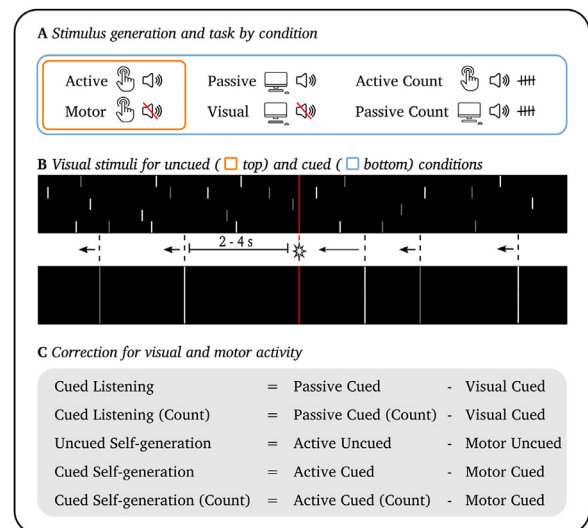 A Stimulus generation and task by condition
Active Passive Active Count
Motor Visual Passive Count
B Visual stimuli for uncued ( top) and cued ( bottom) conditions
2 - 4 s
C Correction for visual and motor activity
Cued Listening = Passive Cued - Visual Cued
Cued Listening (Count) = Passive Cued (Count) - Visual Cued
Uncued Self-generation = Active Uncued - Motor Uncued
Cued Self-generation = Active Cued - Motor Cued
Cued Self-generation (Count) = Active Cued (Count) - Motor Cued